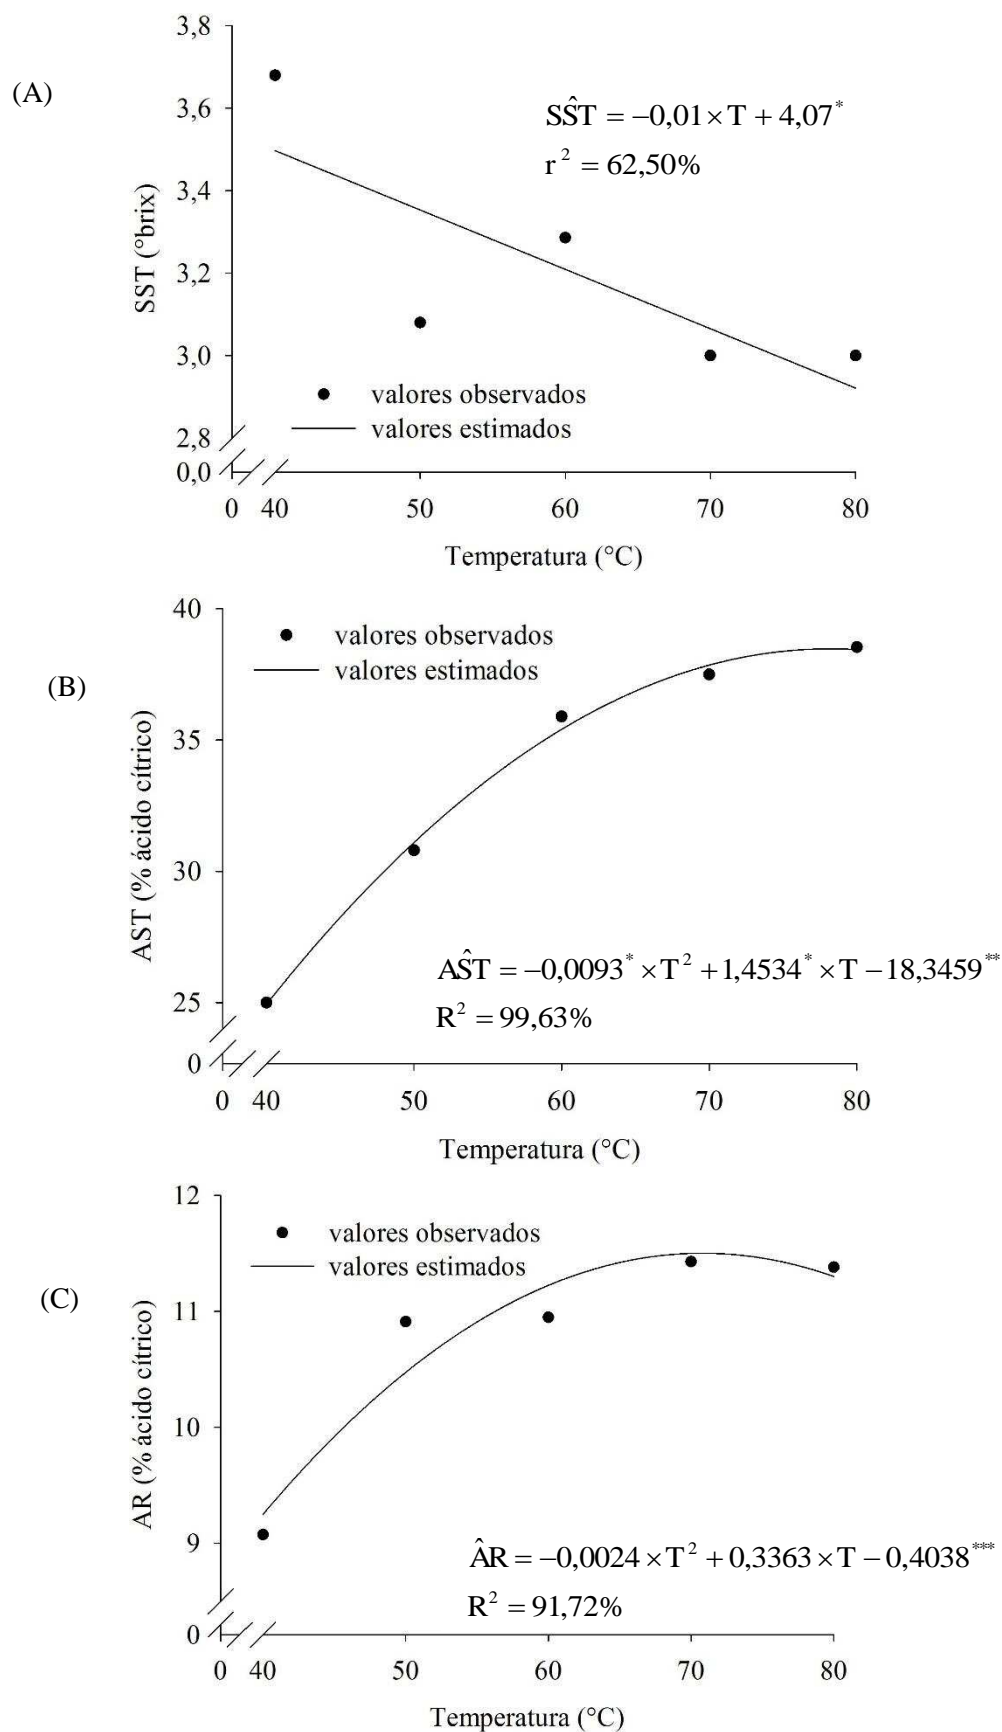 (A)
SST (°brix)
3,8
3,6
3,4
3,2
3,0
2,8
0,0
SŜT = −0,01 × T + 4,07*
r² = 62,50%
valores observados
valores estimados
0 40 50 60 70 80
Temperatura (°C)
(B)
AST (% ácido cítrico)
40
35
30
25
0
valores observados
valores estimados
AŜT = −0,0093* × T² + 1,4534* × T − 18,3459**
R² = 99,63%
0 40 50 60 70 80
Temperatura (°C)
(C)
AR (% ácido cítrico)
12
11
10
9
0
valores observados
valores estimados
ÂR = −0,0024 × T² + 0,3363 × T − 0,4038***
R² = 91,72%
0 40 50 60 70 80
Temperatura (°C)